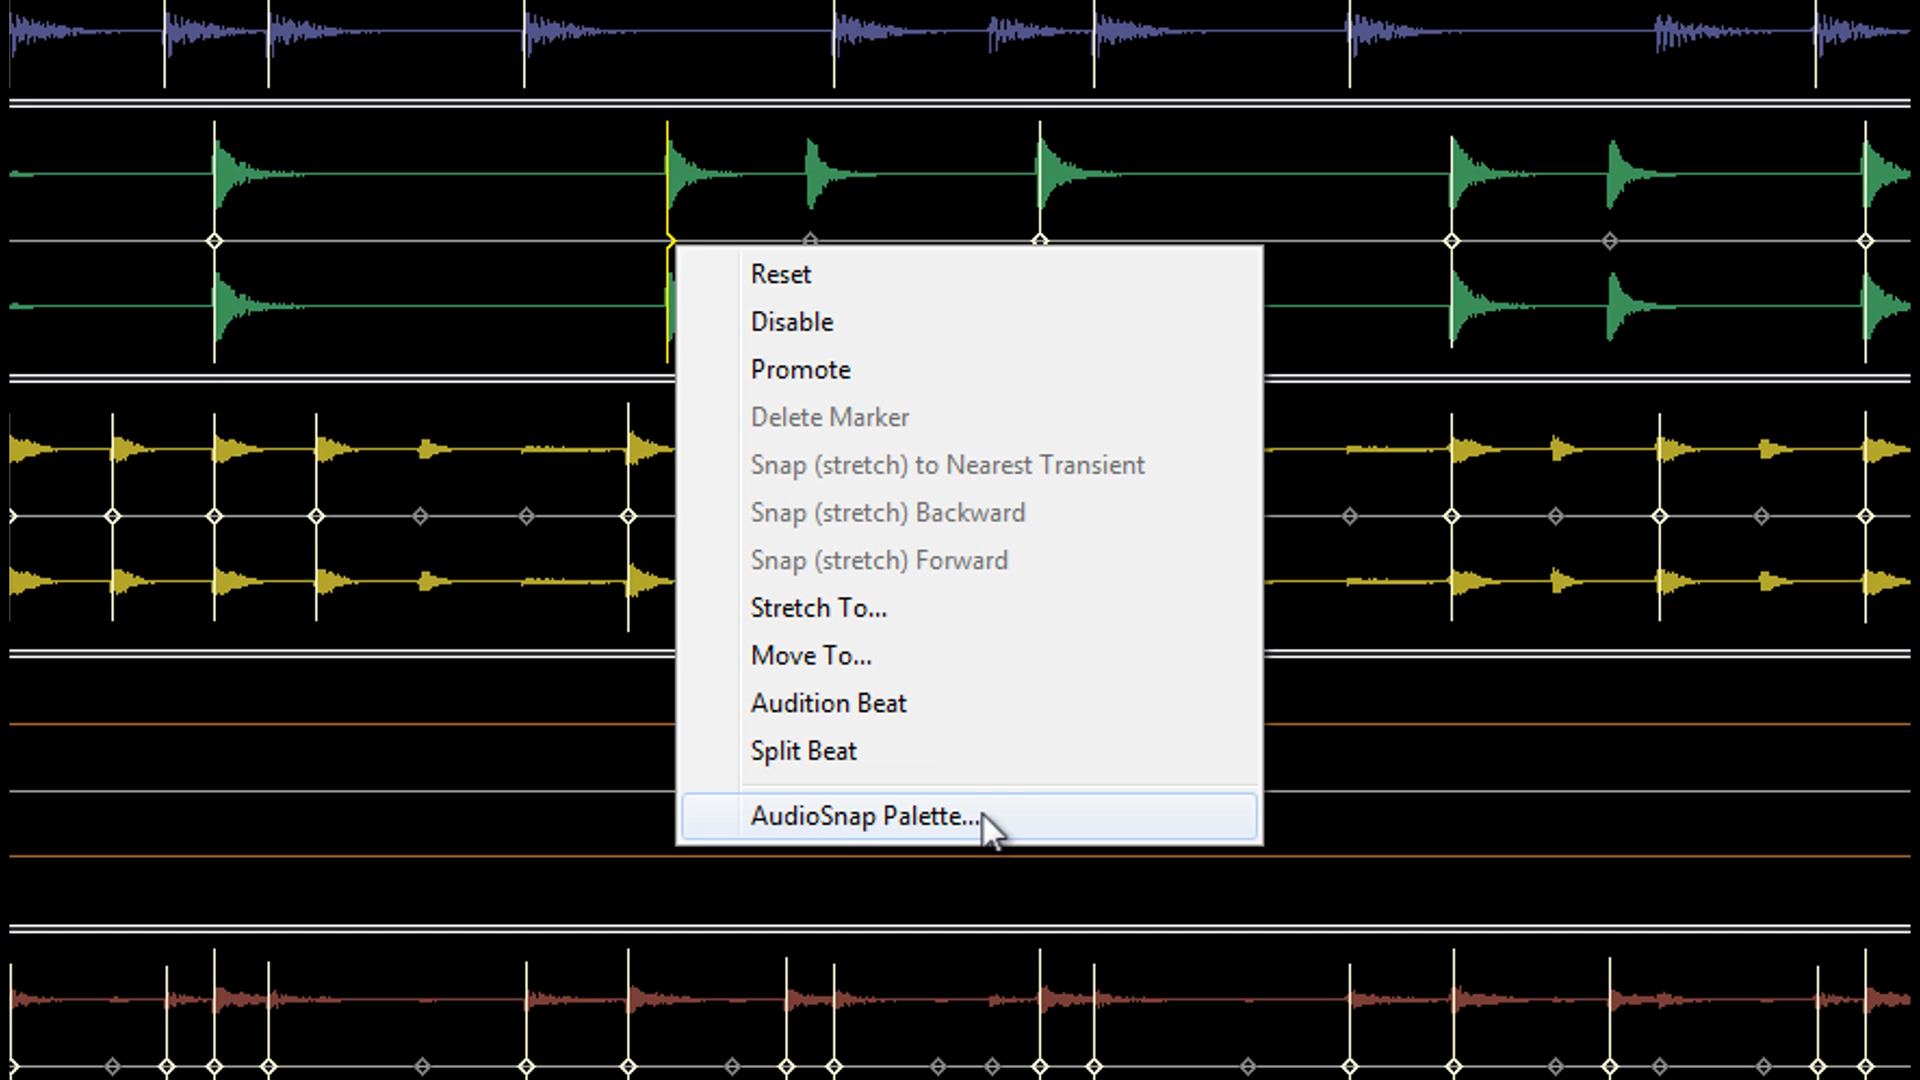 Reset
Disable
Promote
Delete Marker
Snap (stretch) to Nearest Transient
Snap (stretch) Backward
Snap (stretch) Forward
Stretch To...
Move To...
Audition Beat
Split Beat
AudioSnap Palette...